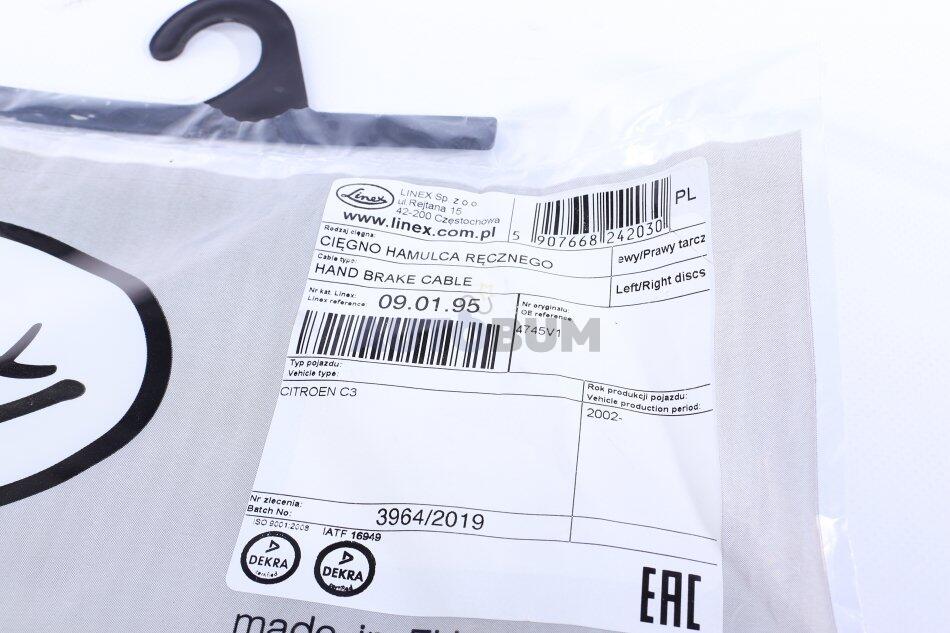 Linex
LINEX Sp. z o.o.
ul. Rejtana 15
42-200 Częstochowa
www.linex.com.pl
5 907668 242030
PL
Rodzaj cięgna:
CIĘGNO HAMULCA RĘCZNEGO
ewy/Prawy tarcz
Cable type:
HAND BRAKE CABLE
Left/Right discs
Nr kat. Linex:
Linex reference:
09.01.95
Nr oryginału:
OE reference
4745V1
BUM
Typ pojazdu:
Vehicle type:
CITROEN C3
Rok produkcji pojazdu:
Vehicle production period:
2002-
Nr zlecenia:
Batch No:
3964/2019
ISO 9001:2008
IATF 16949
DEKRA
certified
DEKRA
certified
EAC
made in